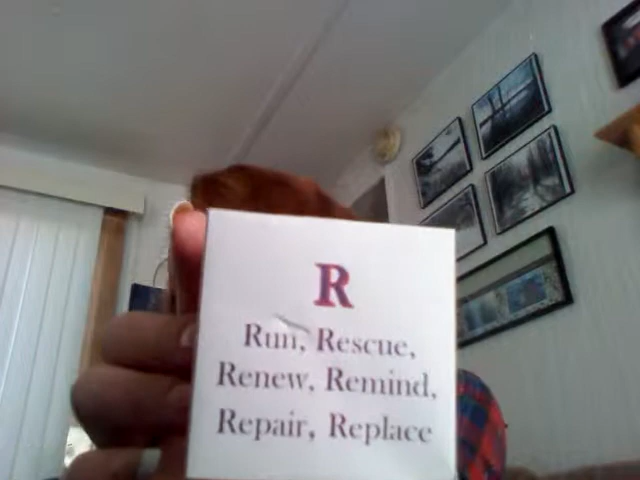 R
Run, Rescue,
Renew, Remind,
Repair, Replace